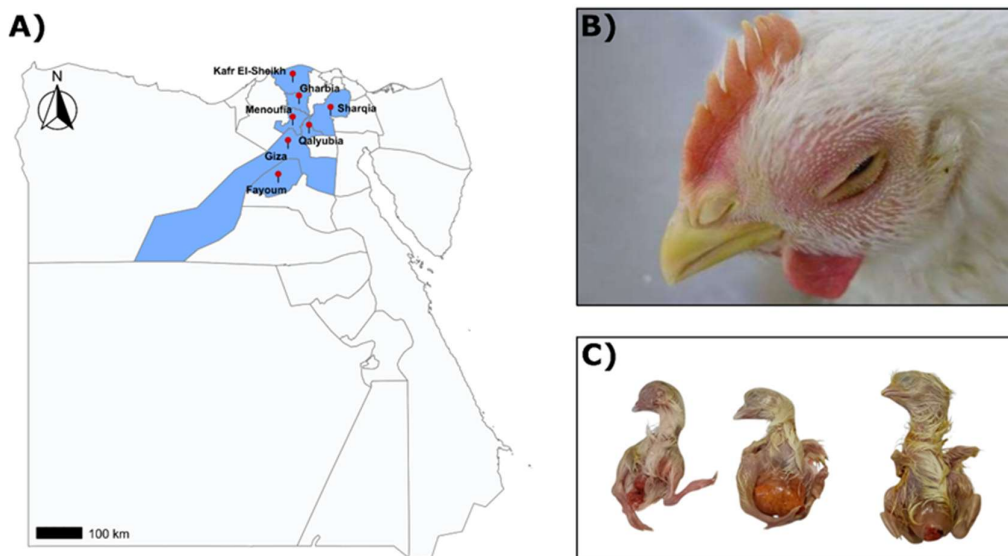 A)
N
Kafr El-Sheikh
Gharbia
Menoufia
Sharqia
Qalyubia
Giza
Fayoum
100 km
B)
C)